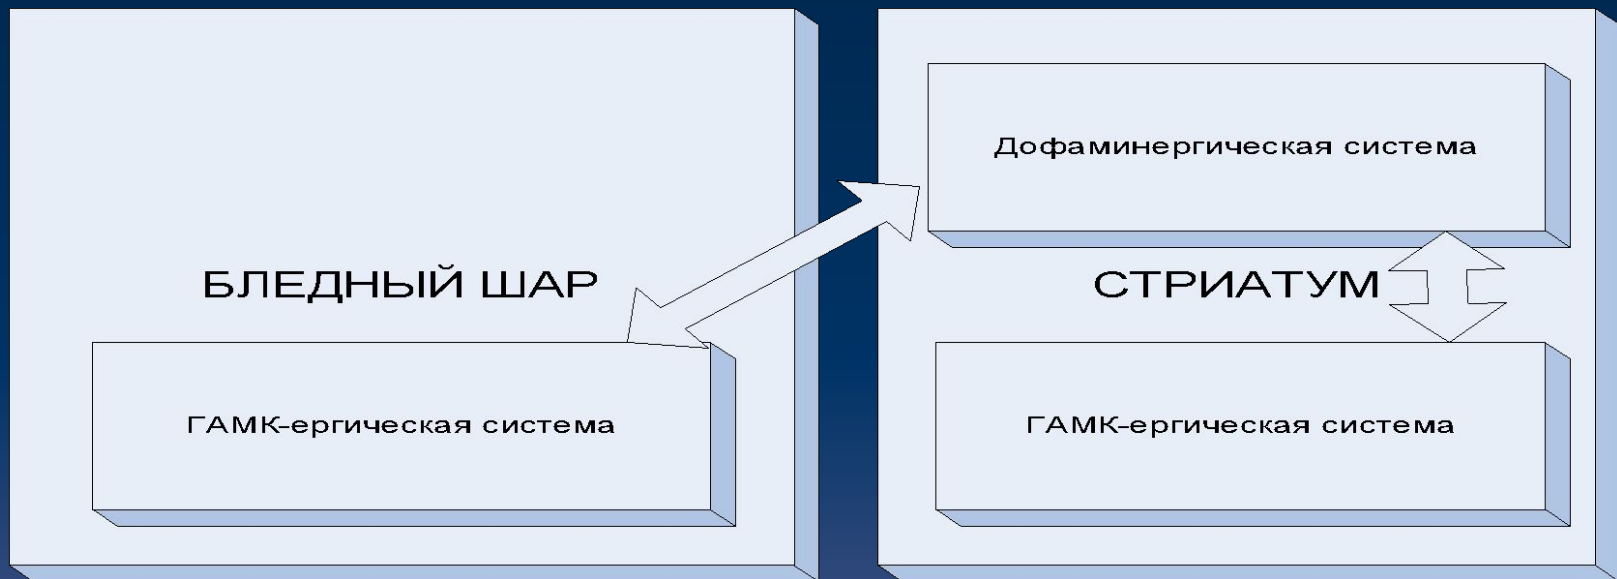 Дофаминергическая система
БЛЕДНЫЙ ШАР
СТРИАТУМ
ГАМК-ергическая система
ГАМК-ергическая система